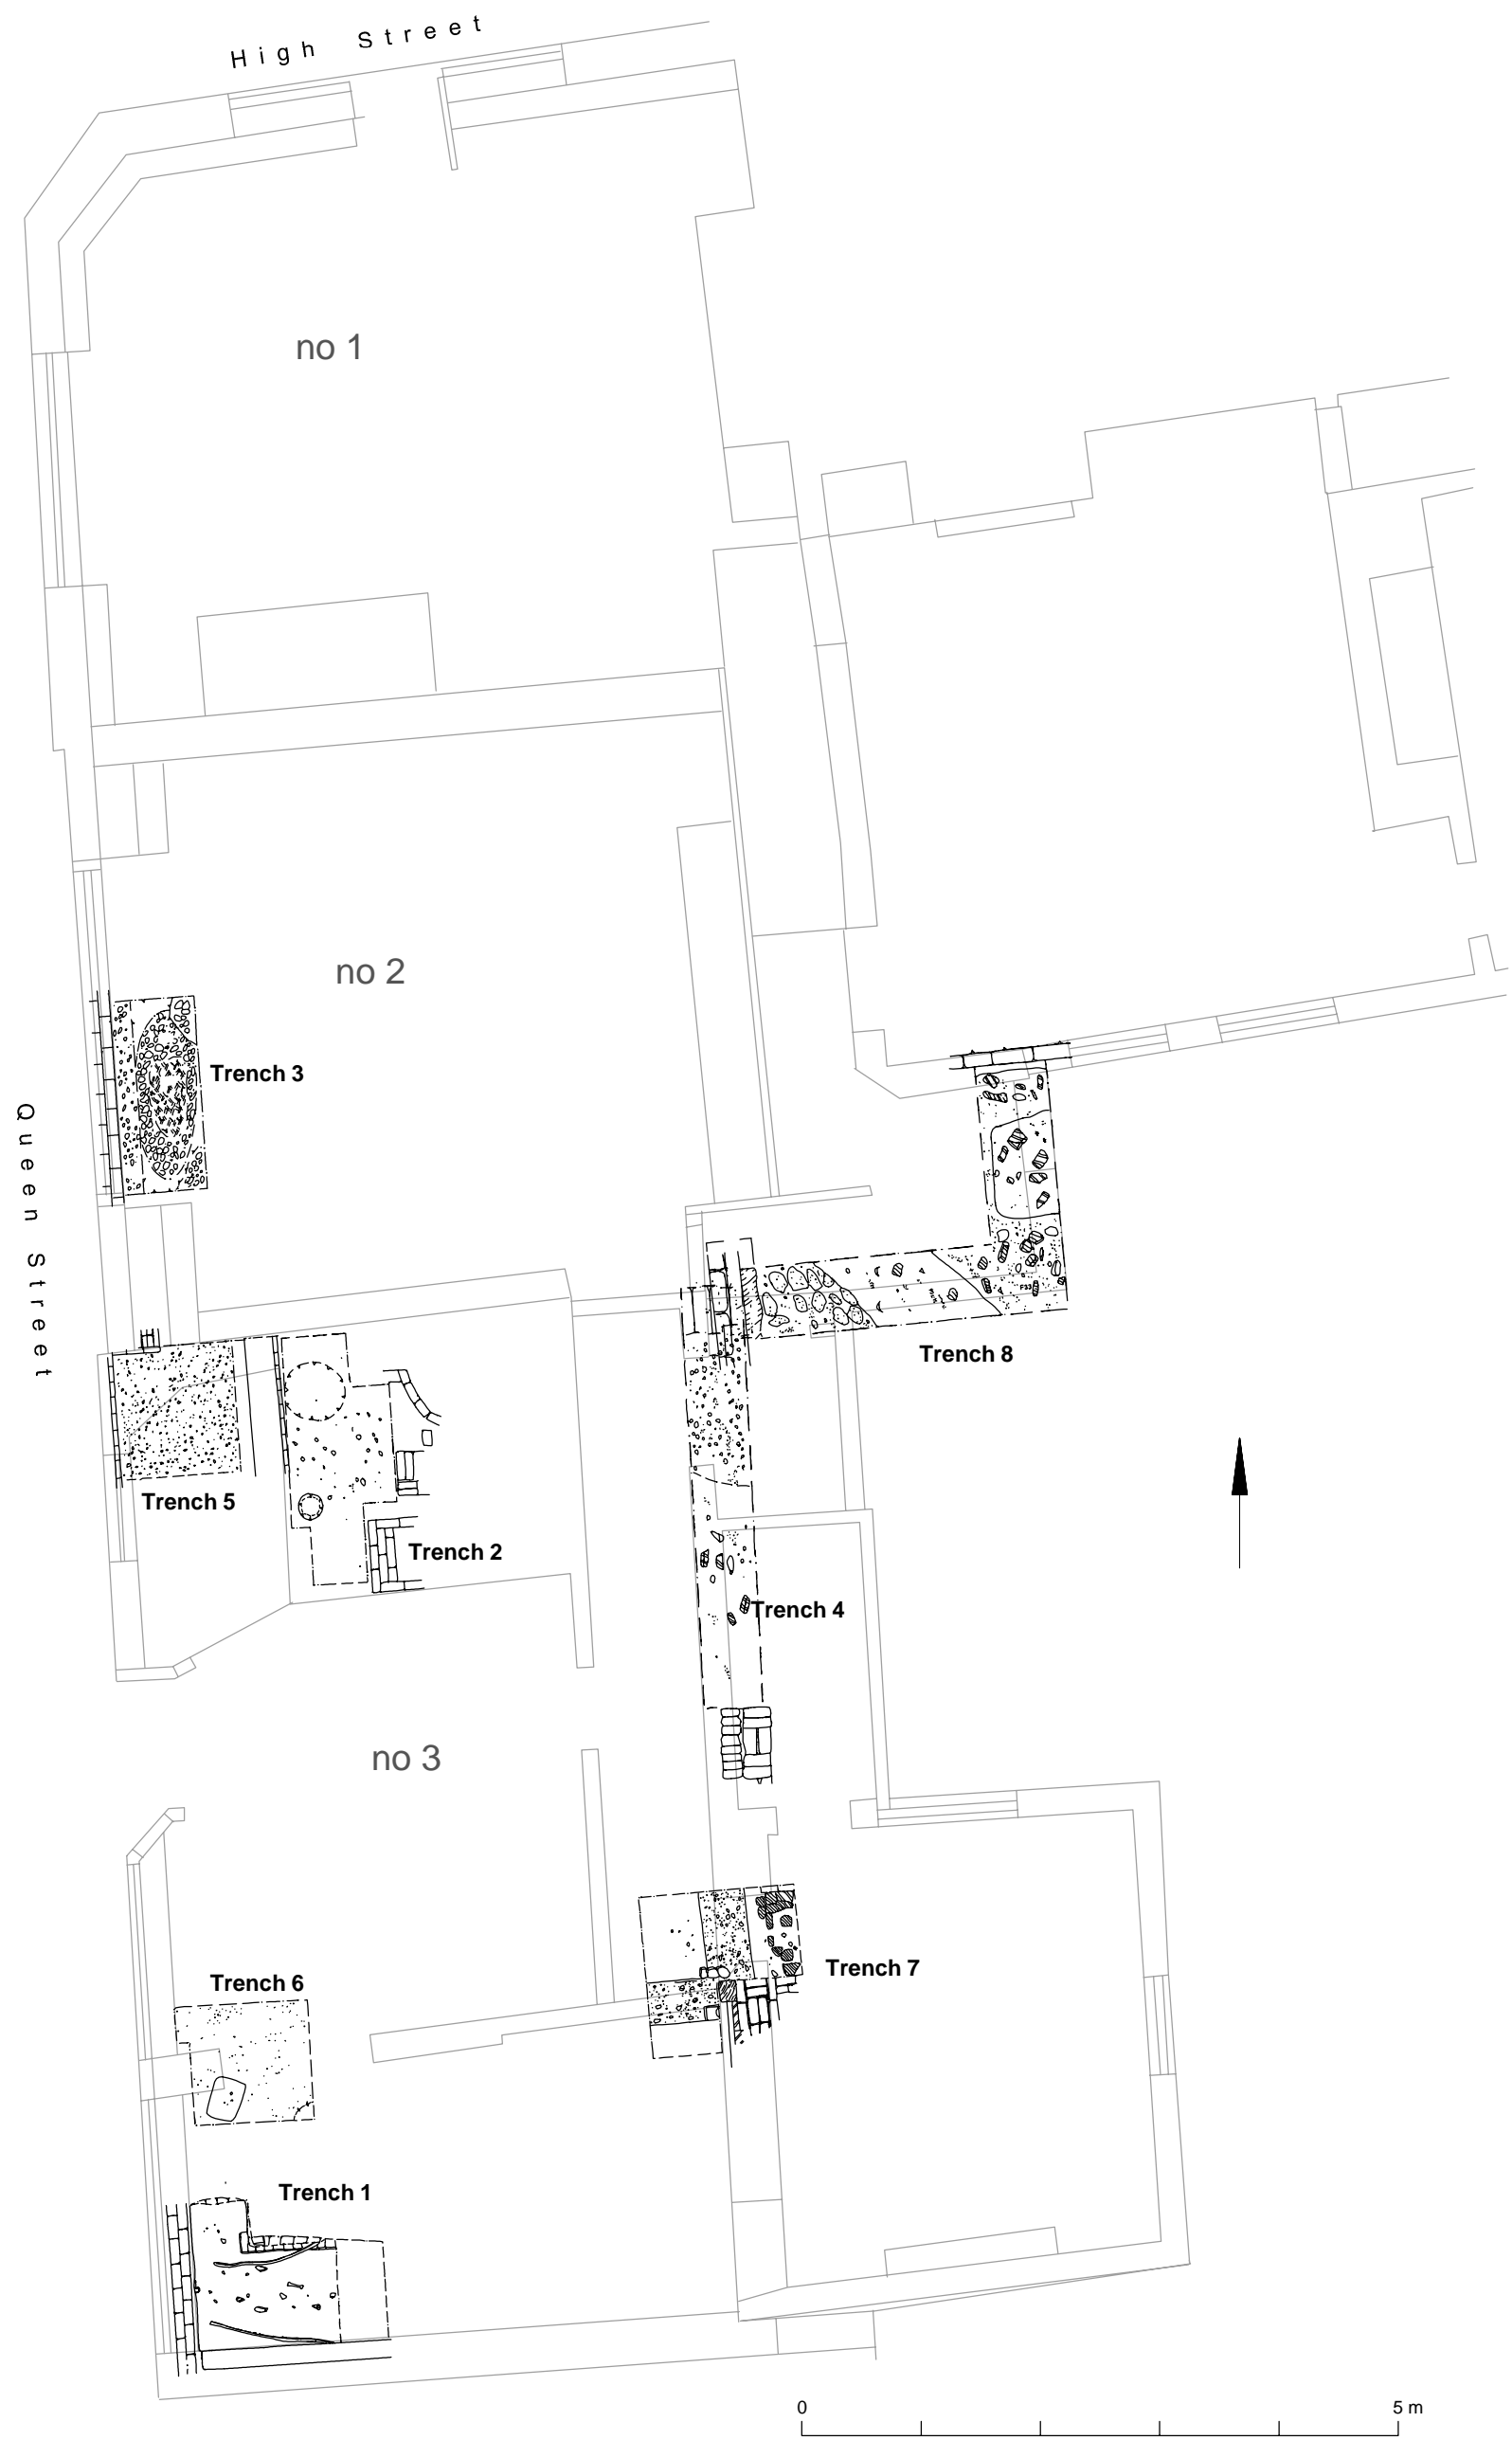 High Street
no 1
no 2
Trench 3
Queen Street
Trench 8
Trench 5
Trench 2
Trench 4
no 3
Trench 7
Trench 6
Trench 1
0 5 m